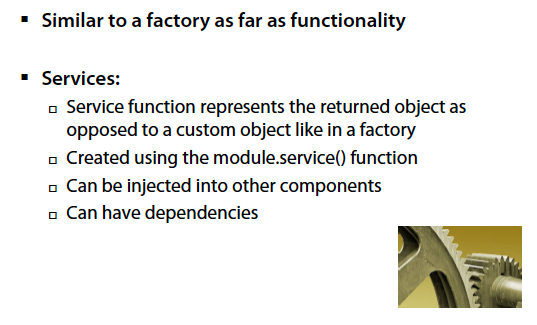 Similar to a factory as far as functionality
Services:
Service function represents the returned object as
opposed to a custom object like in a factory
Created using the module.service() function
Can be injected into other components
Can have dependencies